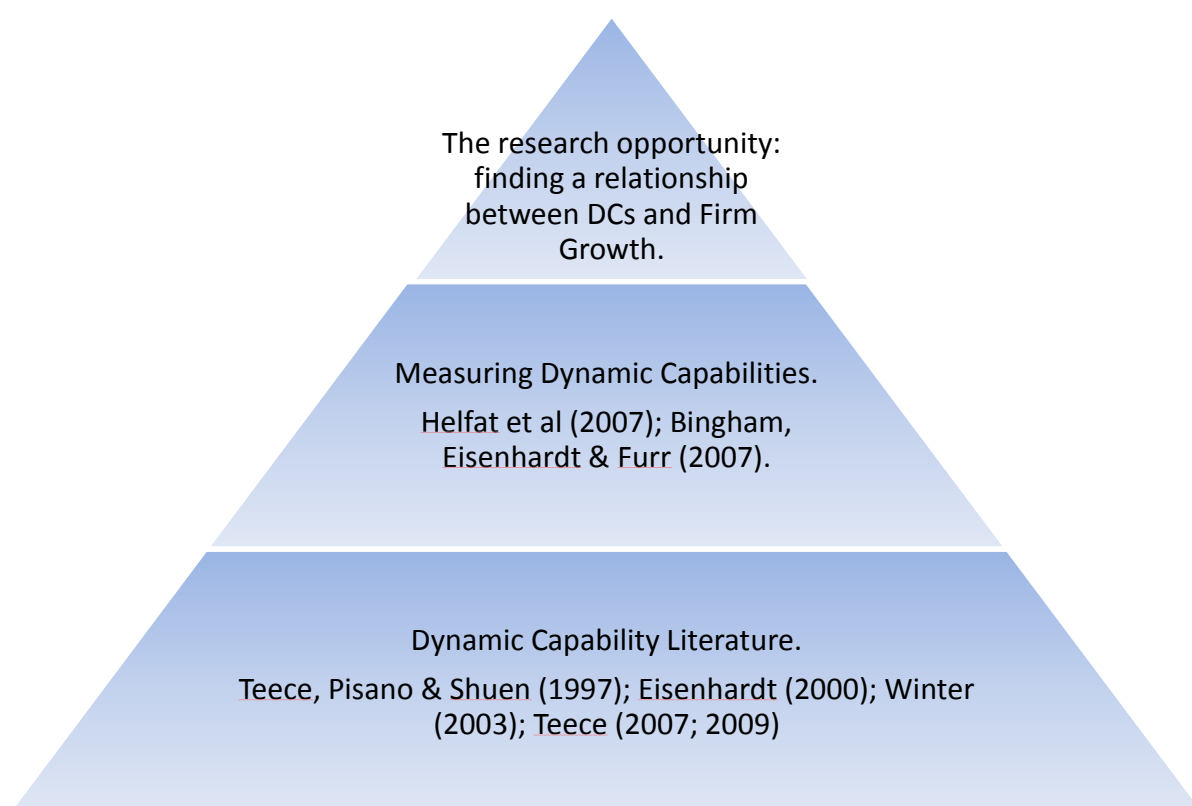 The research opportunity:
finding a relationship
between DCs and Firm
Growth.
Measuring Dynamic Capabilities.
Helfat et al (2007); Bingham,
Eisenhardt & Furr (2007).
Dynamic Capability Literature.
Teece, Pisano & Shuen (1997); Eisenhardt (2000); Winter
(2003); Teece (2007; 2009)